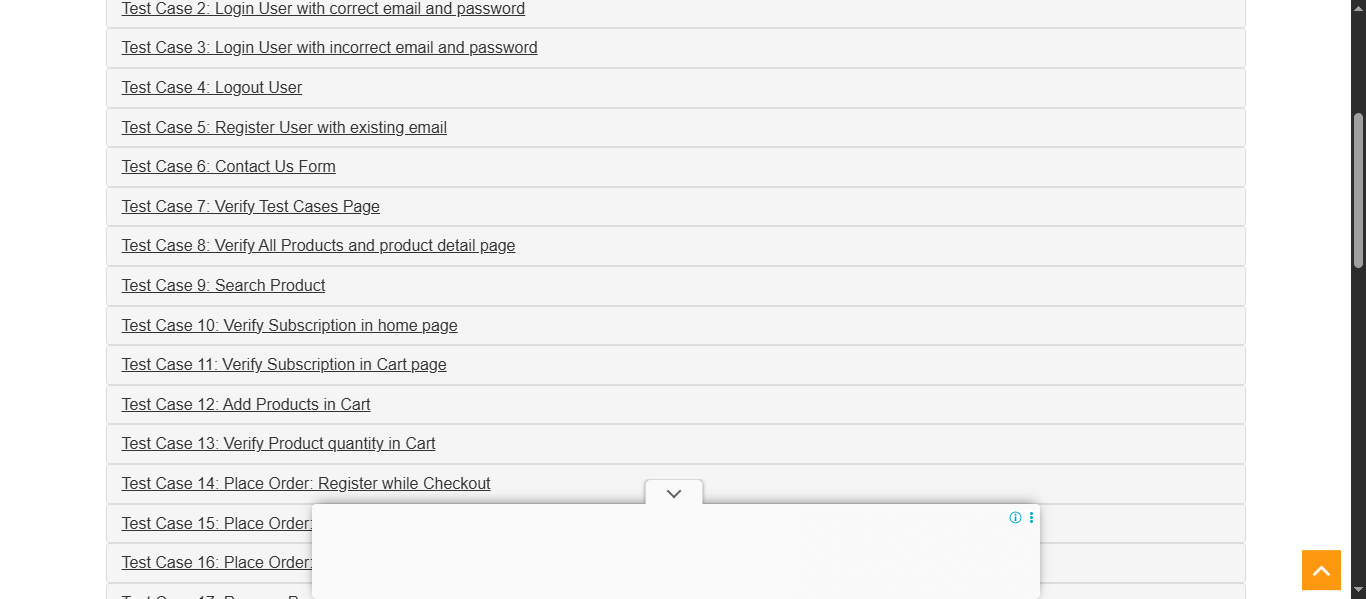 Test Case 2: Login User with correct email and password
Test Case 3: Login User with incorrect email and password
Test Case 4: Logout User
Test Case 5: Register User with existing email
Test Case 6: Contact Us Form
Test Case 7: Verify Test Cases Page
Test Case 8: Verify All Products and product detail page
Test Case 9: Search Product
Test Case 10: Verify Subscription in home page
Test Case 11: Verify Subscription in Cart page
Test Case 12: Add Products in Cart
Test Case 13: Verify Product quantity in Cart
Test Case 14: Place Order: Register while Checkout
Test Case 15: Place Order:
Test Case 16: Place Order:
Test Case 17: